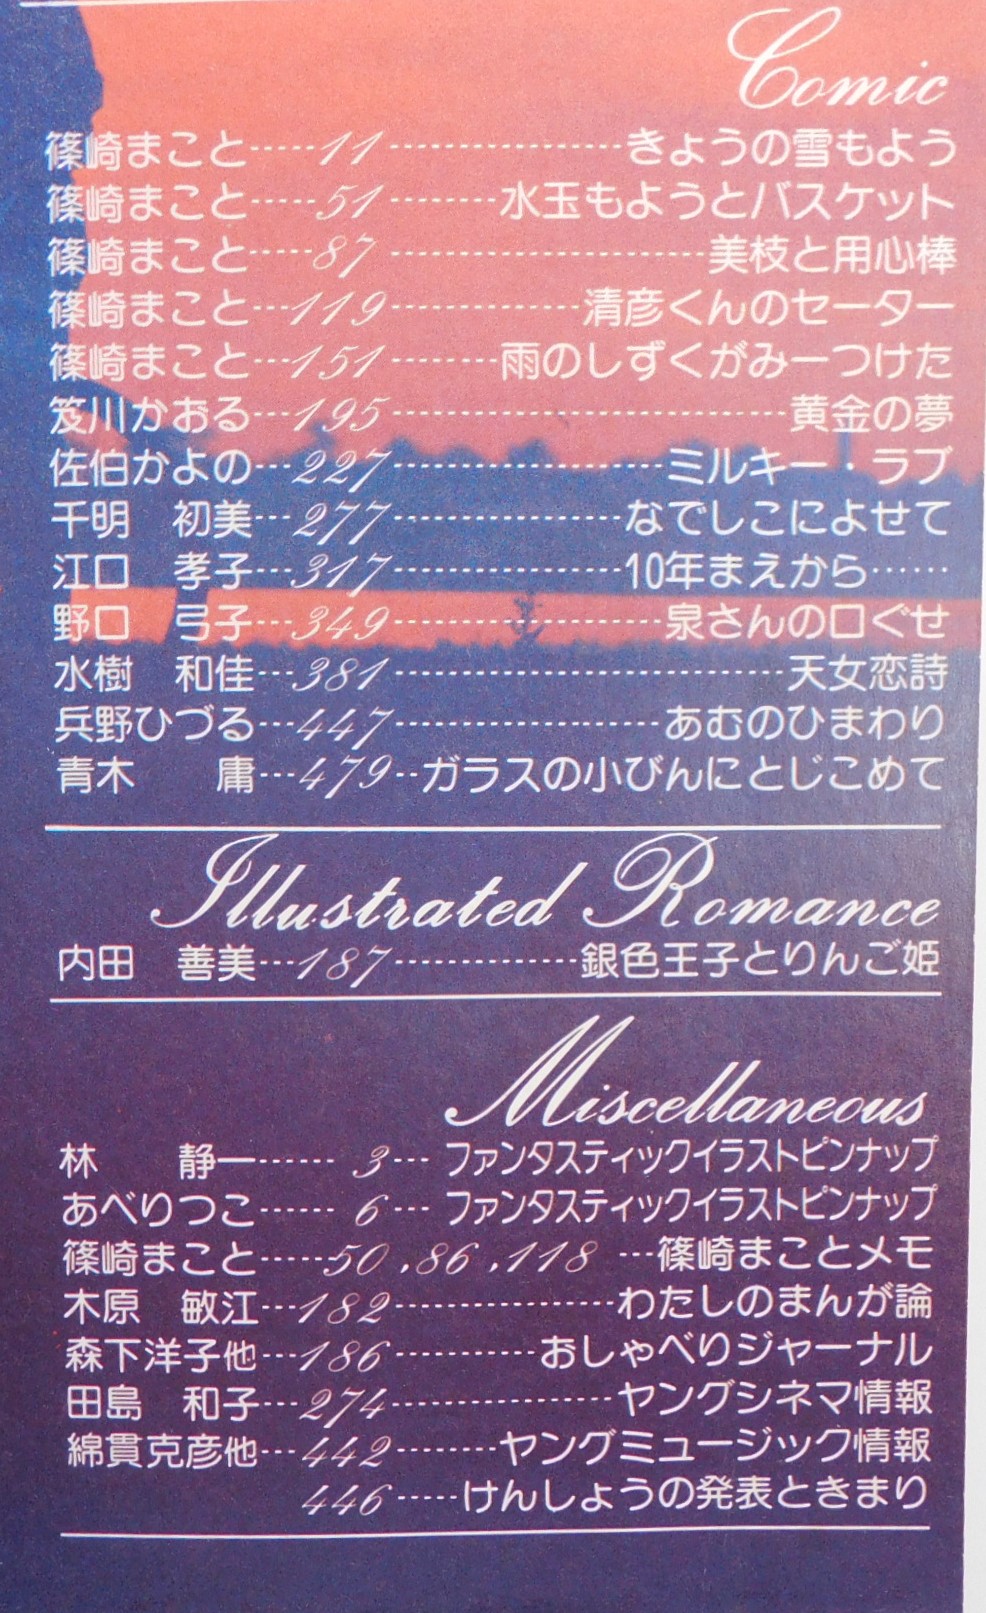 Comic
篠崎まこと……11………………きょうの雪もよう
篠崎まこと……51………水玉もようとバスケット
篠崎まこと……87………………………美枝と用心棒
篠崎まこと…119……………清彦くんのセーター
篠崎まこと…151………雨のしずくがみーつけた
笈川かおる…195……………………………黄金の夢
佐伯かよの…227…………………ミルキー・ラブ
千明　初美…277………………なでしこによせて
江口　孝子…317………………10年まえから……
野口　弓子…349…………………泉さんの口ぐせ
水樹　和佳…381……………………………天女恋詩
兵野ひづる…447…………………あむのひまわり
青木　　庸…479…ガラスの小びんにとじこめて
Illustrated Romance
内田　善美…187……………銀色王子とりんご姫
Miscellaneous
林　　静一…… 3… ファンタスティックイラストピンナップ
あべりつこ…… 6… ファンタスティックイラストピンナップ
篠崎まこと……50,86,118 …篠崎まことメモ
木原　敏江…182………………わたしのまんが論
森下洋子他…186…………おしゃべりジャーナル
田島　和子…274………………ヤングシネマ情報
綿貫克彦他…442………ヤングミュージック情報
446……けんしょうの発表ときまり